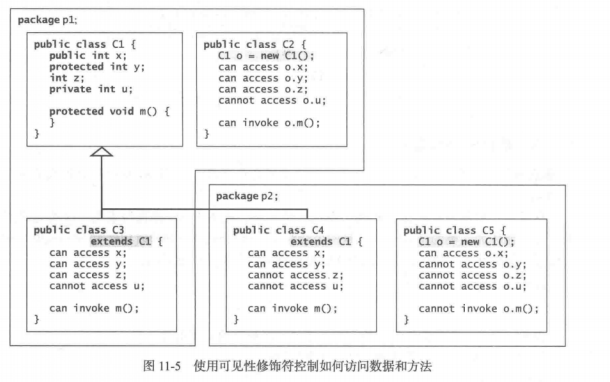 package p1;
public class C1 {
public int x;
protected int y;
int z;
private int u;
protected void m() {
}
}
public class C2 {
C1 o = new C1();
can access o.x;
can access o.y;
can access o.z;
cannot access o.u;
can invoke o.m();
}
public class C3
extends C1 {
can access x;
can access y;
can access z;
cannot access u;
can invoke m();
}
package p2;
public class C4
extends C1 {
can access x;
can access y;
cannot access z;
cannot access u;
can invoke m();
}
public class C5 {
C1 o = new C1();
can access o.x;
cannot access o.y;
cannot access o.z;
cannot access o.u;
cannot invoke o.m();
}
图 11-5 使用可见性修饰符控制如何访问数据和方法